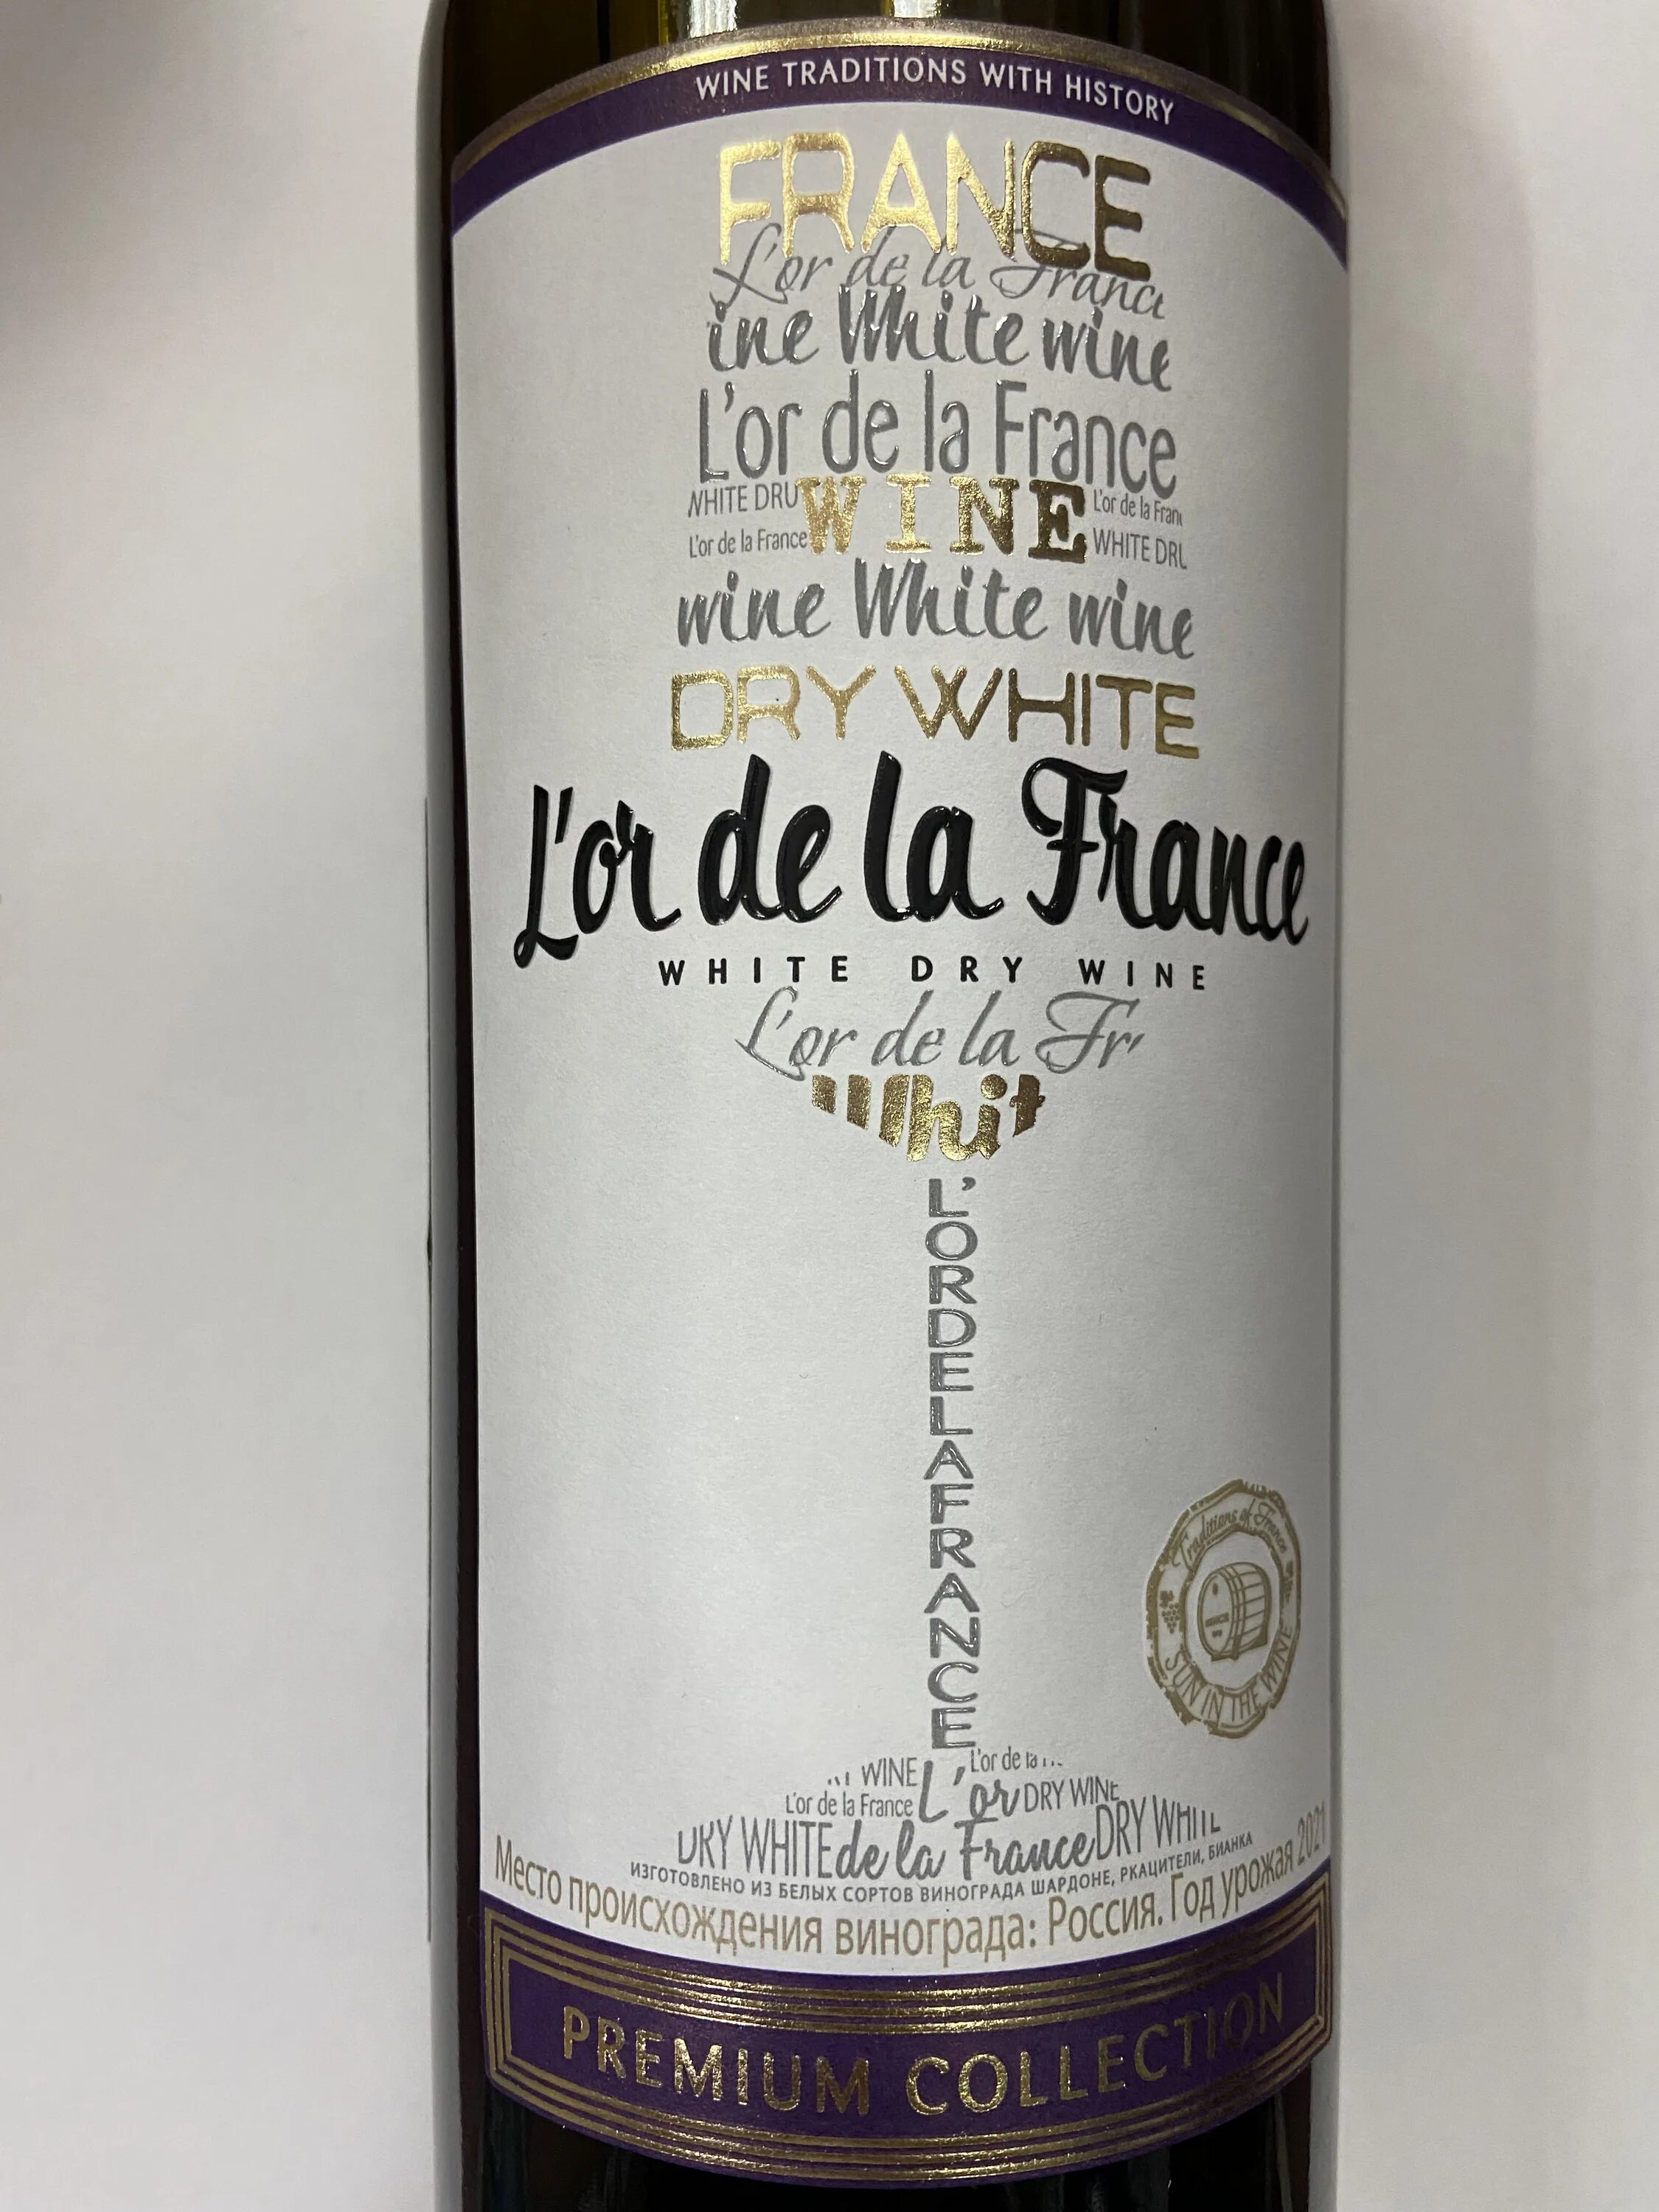 WINE TRADITIONS WITH HISTORY
FRANCE
L'or de la France
ine White wine
L'or de la France
WHITE DRU WINE L'or de la Fran
L'or de la France WHITE DRU
wine White wine
DRY WHITE
L'or de la France
WHITE DRY WINE
L'or de la Fr
Whit
L'ORDELAFRANCE
Traditions of France
SUN IN THE WINE
WINE L'or de la
L'or de la France L'or DRY WINE
DRY WHITE de la France DRY WHITE
ИЗГОТОВЛЕНО ИЗ БЕЛЫХ СОРТОВ ВИНОГРАДА ШАРДОНЕ, РКАЦИТЕЛИ, БИАНКА
Место происхождения винограда: Россия. Год урожая 2021
PREMIUM COLLECTION